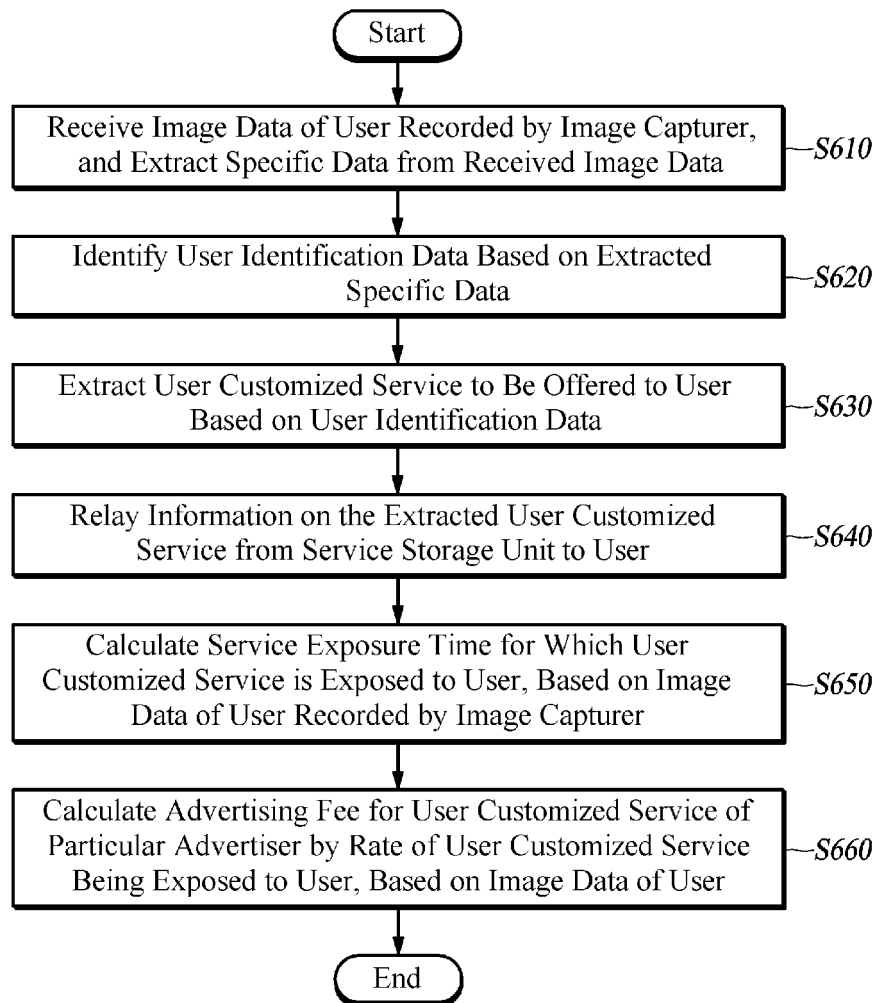 Start
Receive Image Data of User Recorded by Image Capturer,
and Extract Specific Data from Received Image Data
S610
Identify User Identification Data Based on Extracted
Specific Data
S620
Extract User Customized Service to Be Offered to User
Based on User Identification Data
S630
Relay Information on the Extracted User Customized
Service from Service Storage Unit to User
S640
Calculate Service Exposure Time for Which User
Customized Service is Exposed to User, Based on Image
Data of User Recorded by Image Capturer
S650
Calculate Advertising Fee for User Customized Service of
Particular Advertiser by Rate of User Customized Service
Being Exposed to User, Based on Image Data of User
S660
End